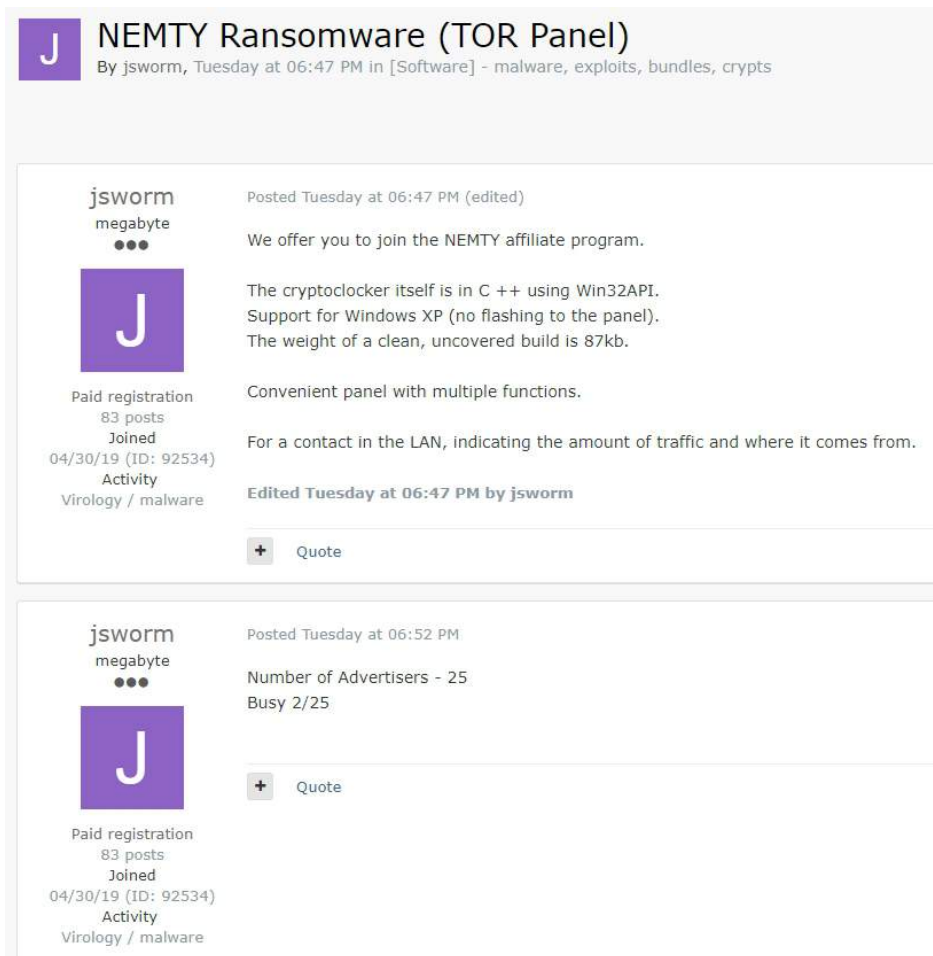 J
NEMTY Ransomware (TOR Panel)
By jsworm, Tuesday at 06:47 PM in [Software] - malware, exploits, bundles, crypts
jsworm
megabyte
J
Paid registration
83 posts
Joined
04/30/19 (ID: 92534)
Activity
Virology / malware
Posted Tuesday at 06:47 PM (edited)
We offer you to join the NEMTY affiliate program.
The cryptoclocker itself is in C ++ using Win32API.
Support for Windows XP (no flashing to the panel).
The weight of a clean, uncovered build is 87kb.
Convenient panel with multiple functions.
For a contact in the LAN, indicating the amount of traffic and where it comes from.
Edited Tuesday at 06:47 PM by jsworm
+ Quote
jsworm
megabyte
J
Paid registration
83 posts
Joined
04/30/19 (ID: 92534)
Activity
Virology / malware
Posted Tuesday at 06:52 PM
Number of Advertisers - 25
Busy 2/25
+ Quote